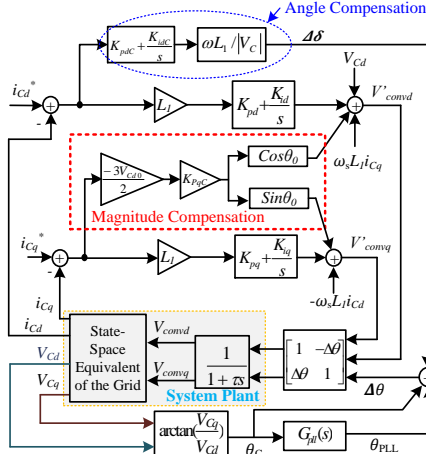 Angle Compensation
K_pdC + K_idC / s
ωL_1/|V_C|
Δδ
V_Cd
i_Cd*
+
-
L_1
K_pd + K_id / s
+
V'_convd
ω_s L_1 i_Cq
-3V_Cd0 / 2
K_PqC
Cosθ_0
Sinθ_0
Magnitude Compensation
i_Cq*
+
-
L_1
K_pq + K_iq / s
+
V'_convq
-ω_s L_1 i_Cd
i_Cq
i_Cd
V_Cd
V_Cq
State-
Space
Equivalent
of the Grid
V_convd
V_convq
1 / 1+τs
System Plant
1 -Δθ
Δθ 1
Δθ
arctan(V_Cq / V_Cd)
θ_C
G_pll(s)
θ_PLL